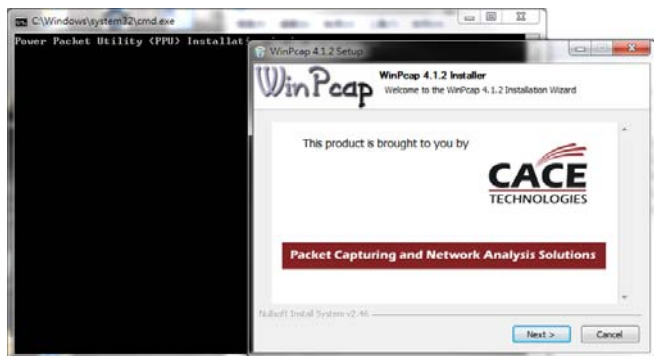 C:\Windows\system32\cmd.exe
Power Packet Utility (PPU)
WinPcap 4.1.2 Setup
WinPcap
WinPcap 4.1.2 Installer
Welcome to the WinPcap 4.1.2 Installation Wizard
This product is brought to you by
CACE
TECHNOLOGIES
Packet Capturing and Network Analysis Solutions
Nullsoft Install System v2.46
Next >
Cancel